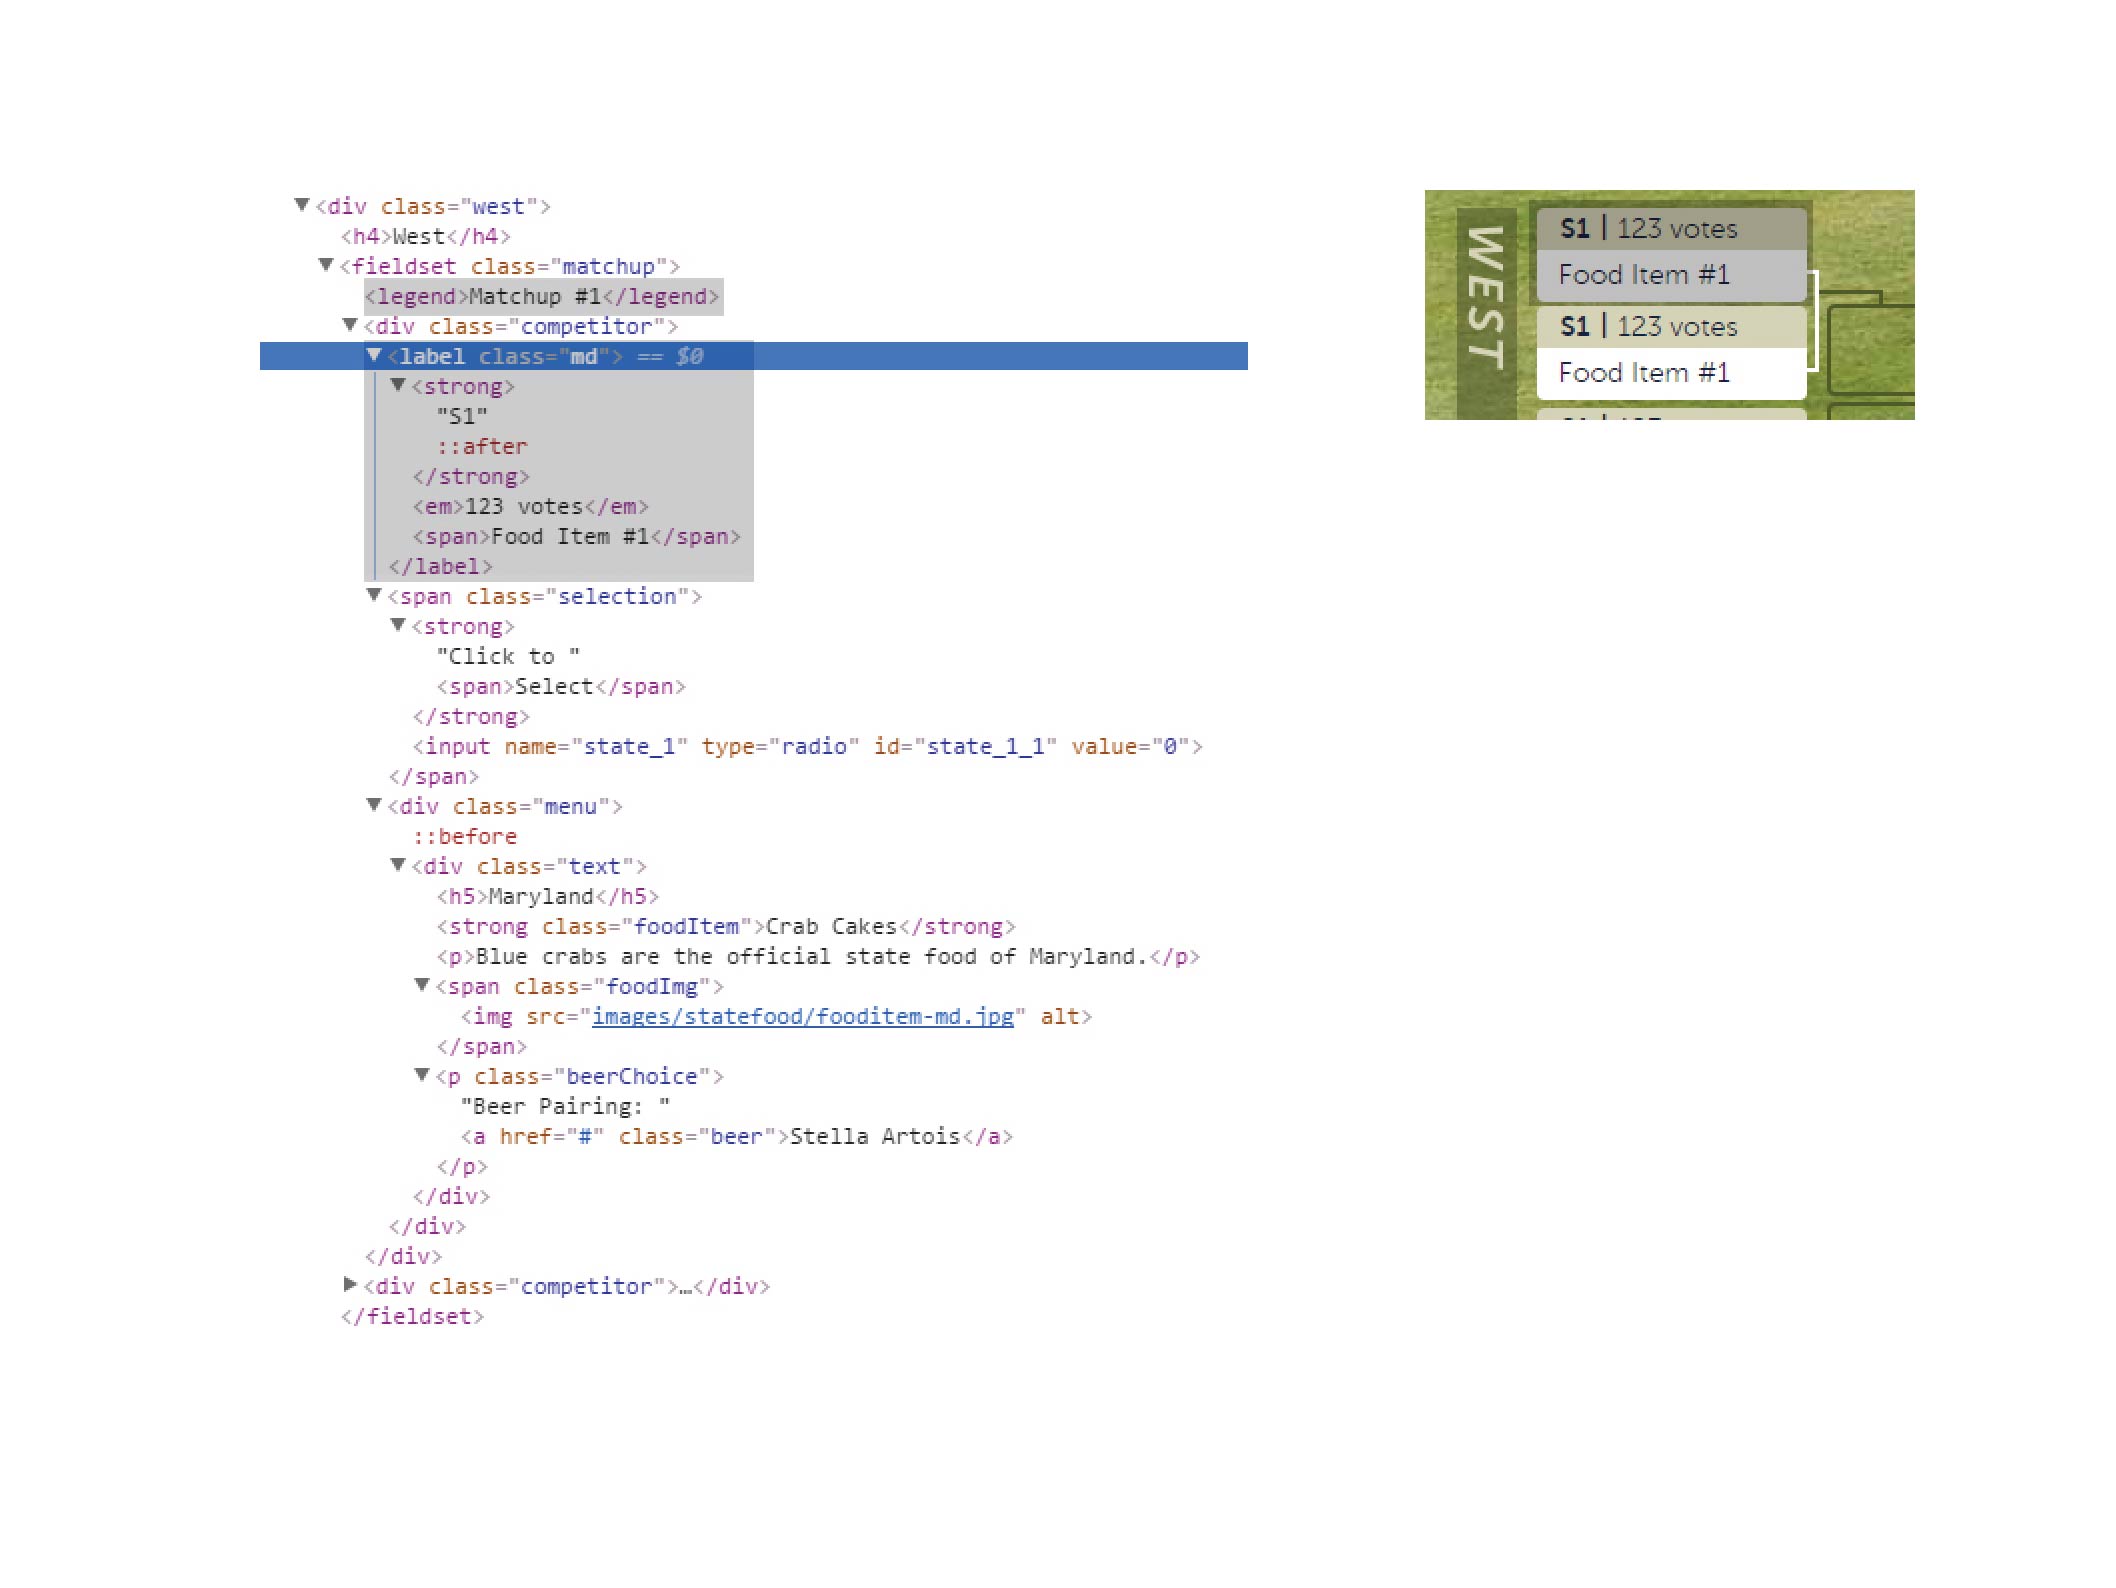 ▼<div class="west">
<h4>West</h4>
▼<fieldset class="matchup">
<legend>Matchup #1</legend>
▼<div class="competitor">
▼<label class="md"> == $0
▼<strong>
"S1"
::after
</strong>
<em>123 votes</em>
<span>Food Item #1</span>
</label>
▼<span class="selection">
▼<strong>
"Click to "
<span>Select</span>
</strong>
<input name="state_1" type="radio" id="state_1_1" value="0">
</span>
▼<div class="menu">
::before
▼<div class="text">
<h5>Maryland</h5>
<strong class="foodItem">Crab Cakes</strong>
<p>Blue crabs are the official state food of Maryland.</p>
▼<span class="foodImg">
<img src="images/statefood/fooditem-md.jpg" alt>
</span>
▼<p class="beerChoice">
"Beer Pairing: "
<a href="#" class="beer">Stella Artois</a>
</p>
</div>
</div>
</div>
▶<div class="competitor">…</div>
</fieldset>
WEST
S1 | 123 votes
Food Item #1
S1 | 123 votes
Food Item #1